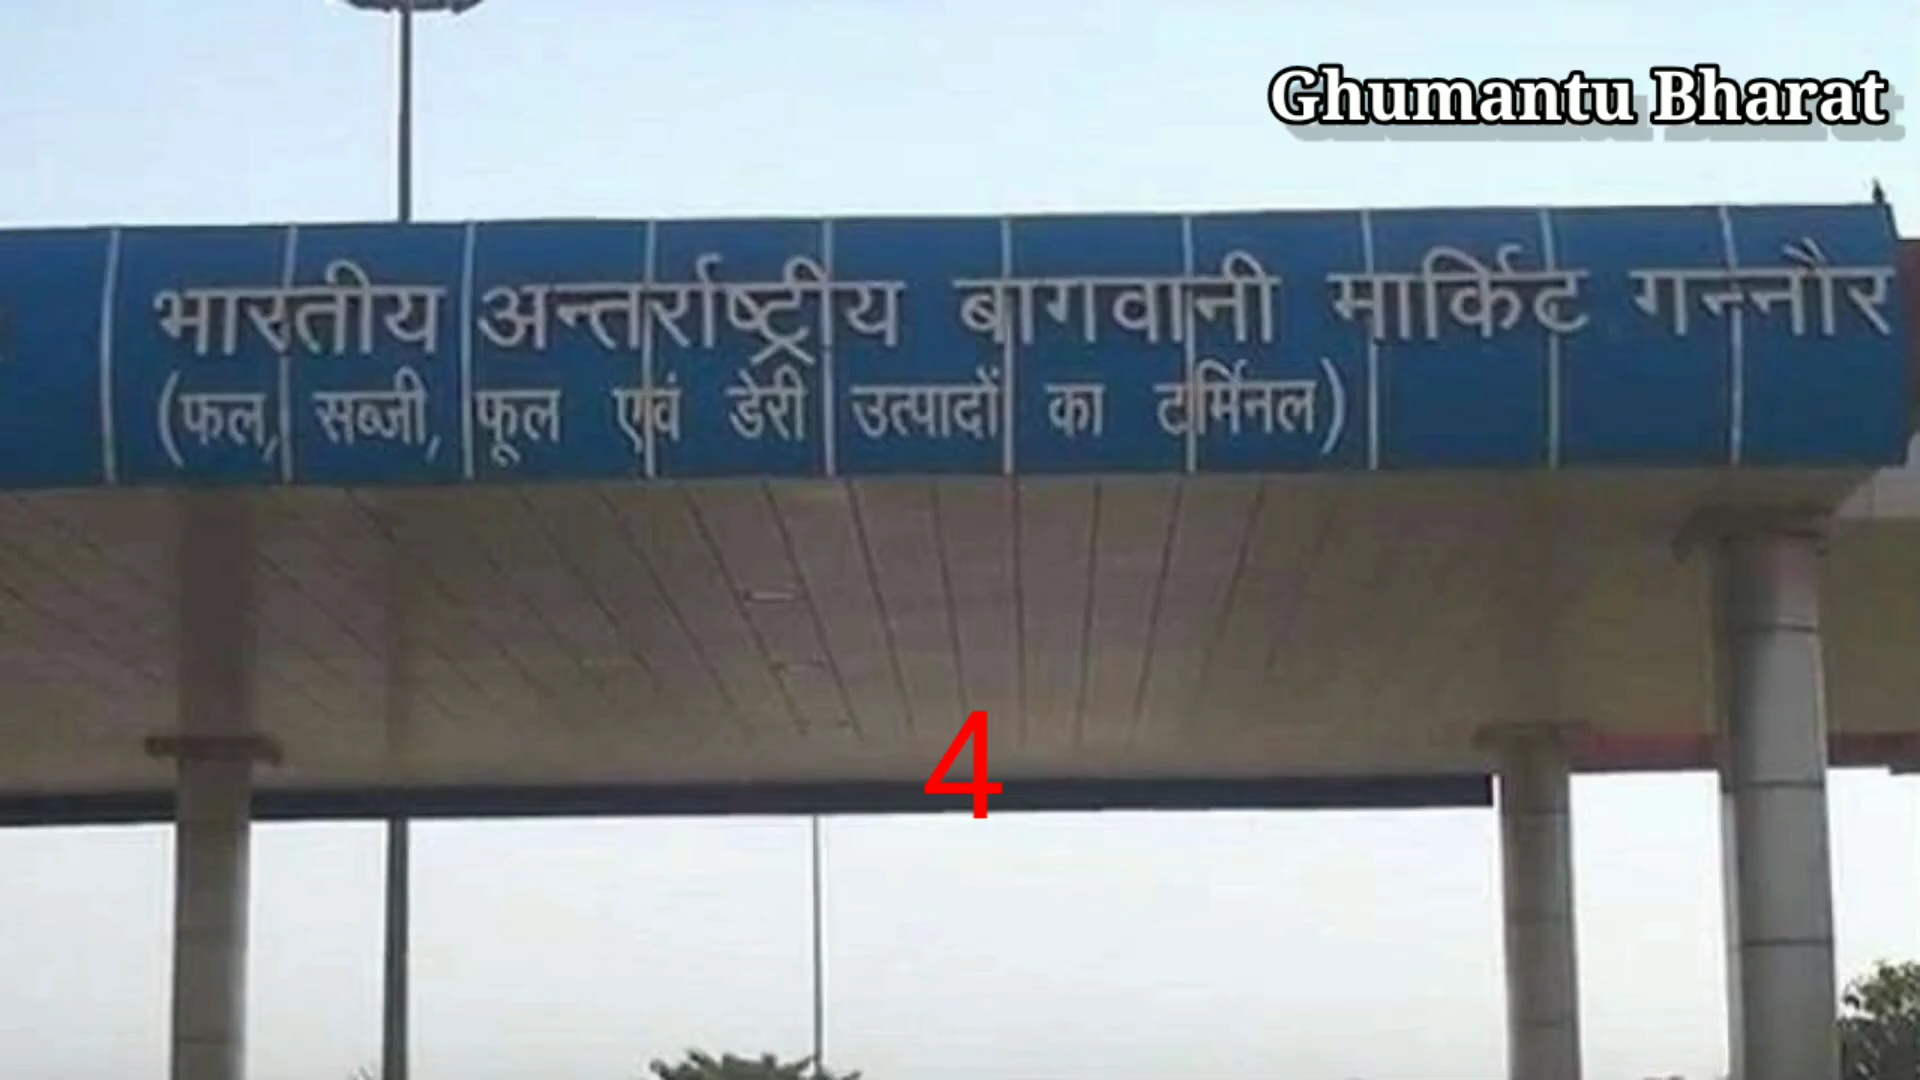 Ghumantu Bharat
भारतीय अन्तर्राष्ट्रीय बागवानी मार्किट गन्नौर
(फल, सब्जी, फूल एवं डेरी उत्पादों का टर्मिनल)
4